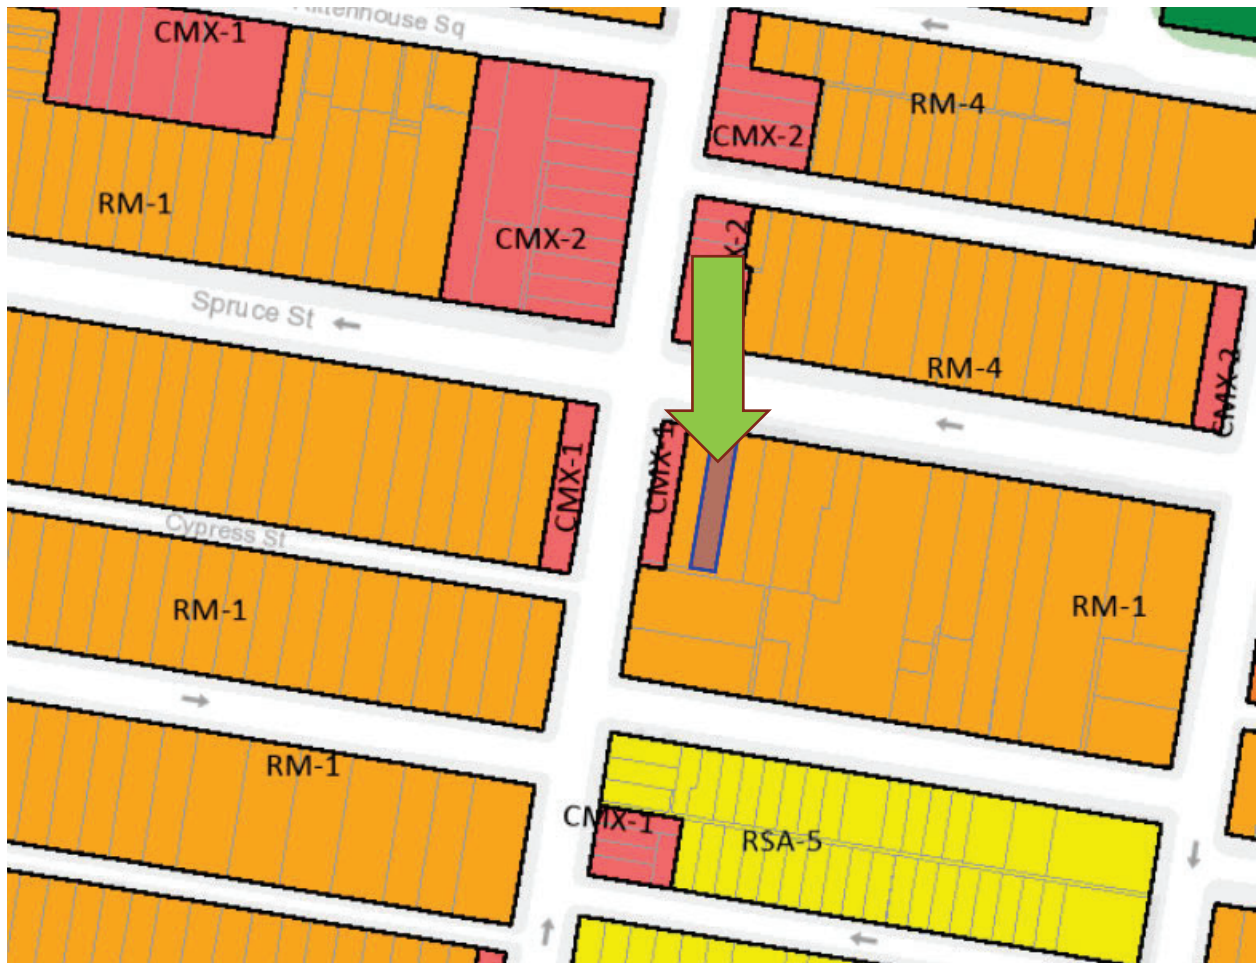 CMX-1
Rittenhouse Sq
RM-4
CMX-2
RM-1
CMX-2
X-2
Spruce St
RM-4
CMX-2
CMX-1
CMX-1
Cypress St
RM-1
RM-1
RM-1
CMX-1
RSA-5